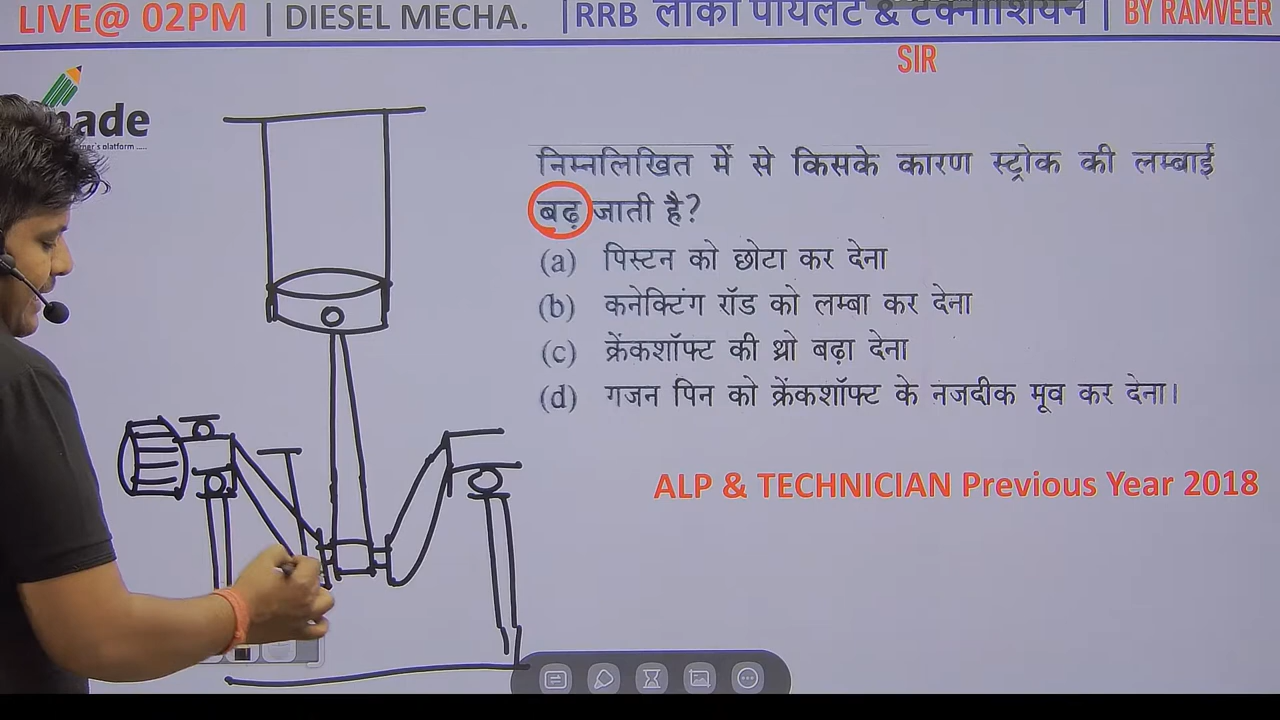 LIVE@ 02PM | DIESEL MECHA. |RRB लोको पायलट & टेक्नीशियन | BY RAMVEER
SIR
made
निम्नलिखित में से किसके कारण स्ट्रोक की लम्बाई
बढ़ जाती है?
(a) पिस्टन को छोटा कर देना
(b) कनेक्टिंग रॉड को लम्बा कर देना
(c) क्रेंकशॉफ्ट की थ्रो बढ़ा देना
(d) गजन पिन को क्रेंकशॉफ्ट के नजदीक मूव कर देना।
ALP & TECHNICIAN Previous Year 2018